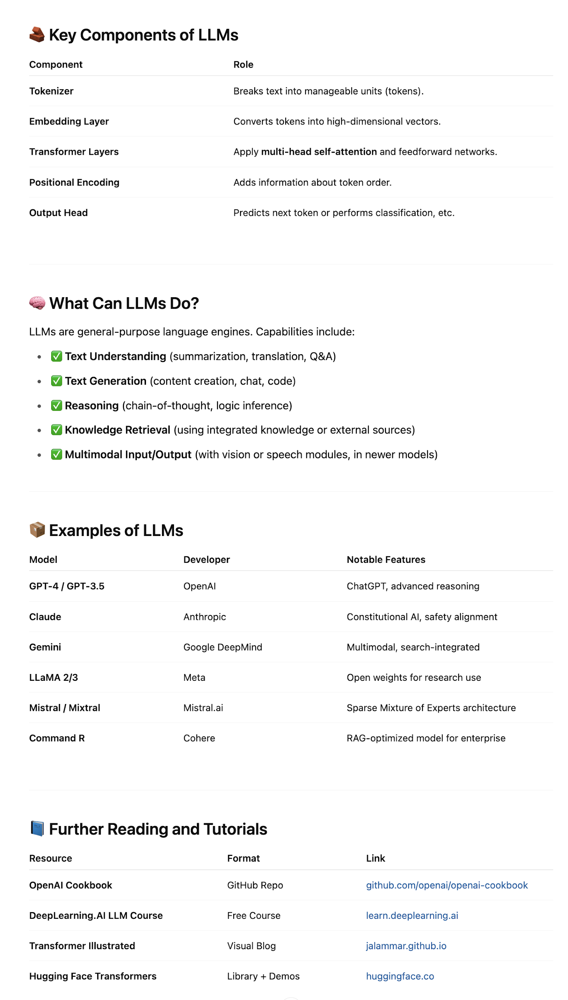 Key Components of LLMs
Component Role
Tokenizer Breaks text into manageable units (tokens).
Embedding Layer Converts tokens into high-dimensional vectors.
Transformer Layers Apply multi-head self-attention and feedforward networks.
Positional Encoding Adds information about token order.
Output Head Predicts next token or performs classification, etc.
What Can LLMs Do?
LLMs are general-purpose language engines. Capabilities include:
• ✅ Text Understanding (summarization, translation, Q&A)
• ✅ Text Generation (content creation, chat, code)
• ✅ Reasoning (chain-of-thought, logic inference)
• ✅ Knowledge Retrieval (using integrated knowledge or external sources)
• ✅ Multimodal Input/Output (with vision or speech modules, in newer models)
Examples of LLMs
Model Developer Notable Features
GPT-4 / GPT-3.5 OpenAI ChatGPT, advanced reasoning
Claude Anthropic Constitutional AI, safety alignment
Gemini Google DeepMind Multimodal, search-integrated
LLaMA 2/3 Meta Open weights for research use
Mistral / Mixtral Mistral.ai Sparse Mixture of Experts architecture
Command R Cohere RAG-optimized model for enterprise
Further Reading and Tutorials
Resource Format Link
OpenAI Cookbook GitHub Repo github.com/openai/openai-cookbook
DeepLearning.AI LLM Course Free Course learn.deeplearning.ai
Transformer Illustrated Visual Blog jalammar.github.io
Hugging Face Transformers Library + Demos huggingface.co